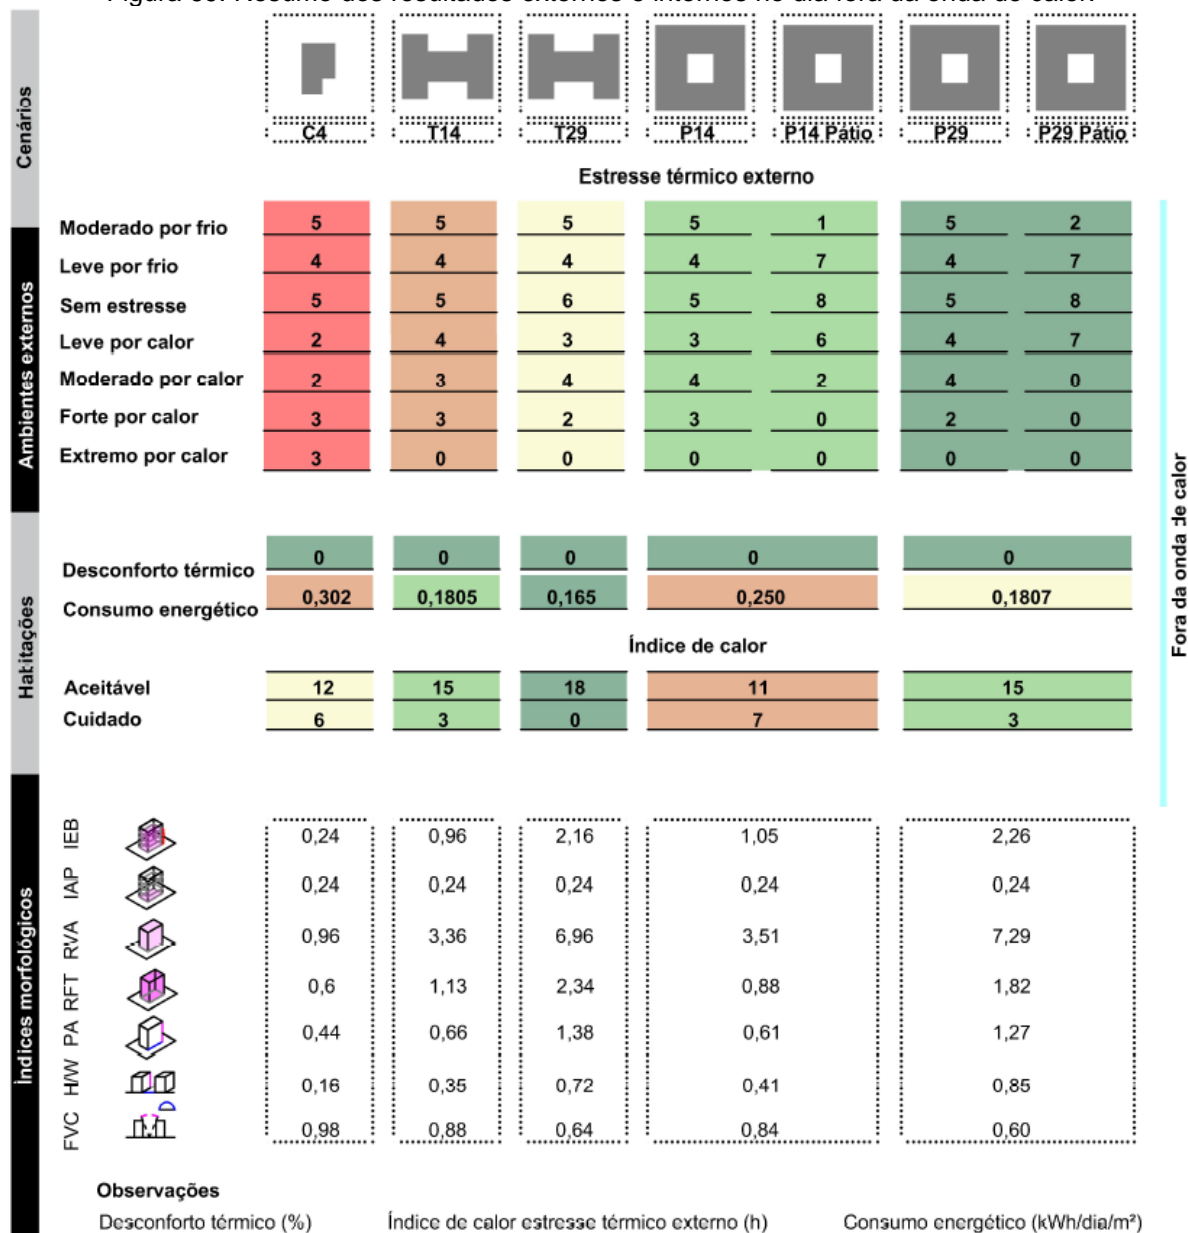 C4 T14 T29 P14 P14 Pátio P29 P29 Pátio
Cenários
Estresse térmico externo
Ambientes externos
Moderado por frio 5 5 5 5 1 5 2
Leve por frio 4 4 4 4 7 4 7
Sem estresse 5 5 6 5 8 5 8
Leve por calor 2 4 3 3 6 4 7
Moderado por calor 2 3 4 4 2 4 0
Forte por calor 3 3 2 3 0 2 0
Extremo por calor 3 0 0 0 0 0 0
Fora da onda de calor
Habitações
Desconforto térmico 0 0 0 0 0
Consumo energético 0,302 0,1805 0,165 0,250 0,1807
Índice de calor
Aceitável 12 15 18 11 15
Cuidado 6 3 0 7 3
Índices morfológicos
IEB 0,24 0,96 2,16 1,05 2,26
IAP 0,24 0,24 0,24 0,24 0,24
RVA 0,96 3,36 6,96 3,51 7,29
RFT 0,6 1,13 2,34 0,88 1,82
PA 0,44 0,66 1,38 0,61 1,27
H/W 0,16 0,35 0,72 0,41 0,85
FVC 0,98 0,88 0,64 0,84 0,60
Observações
Desconforto térmico (%) Índice de calor estresse térmico externo (h) Consumo energético (kWh/dia/m²)